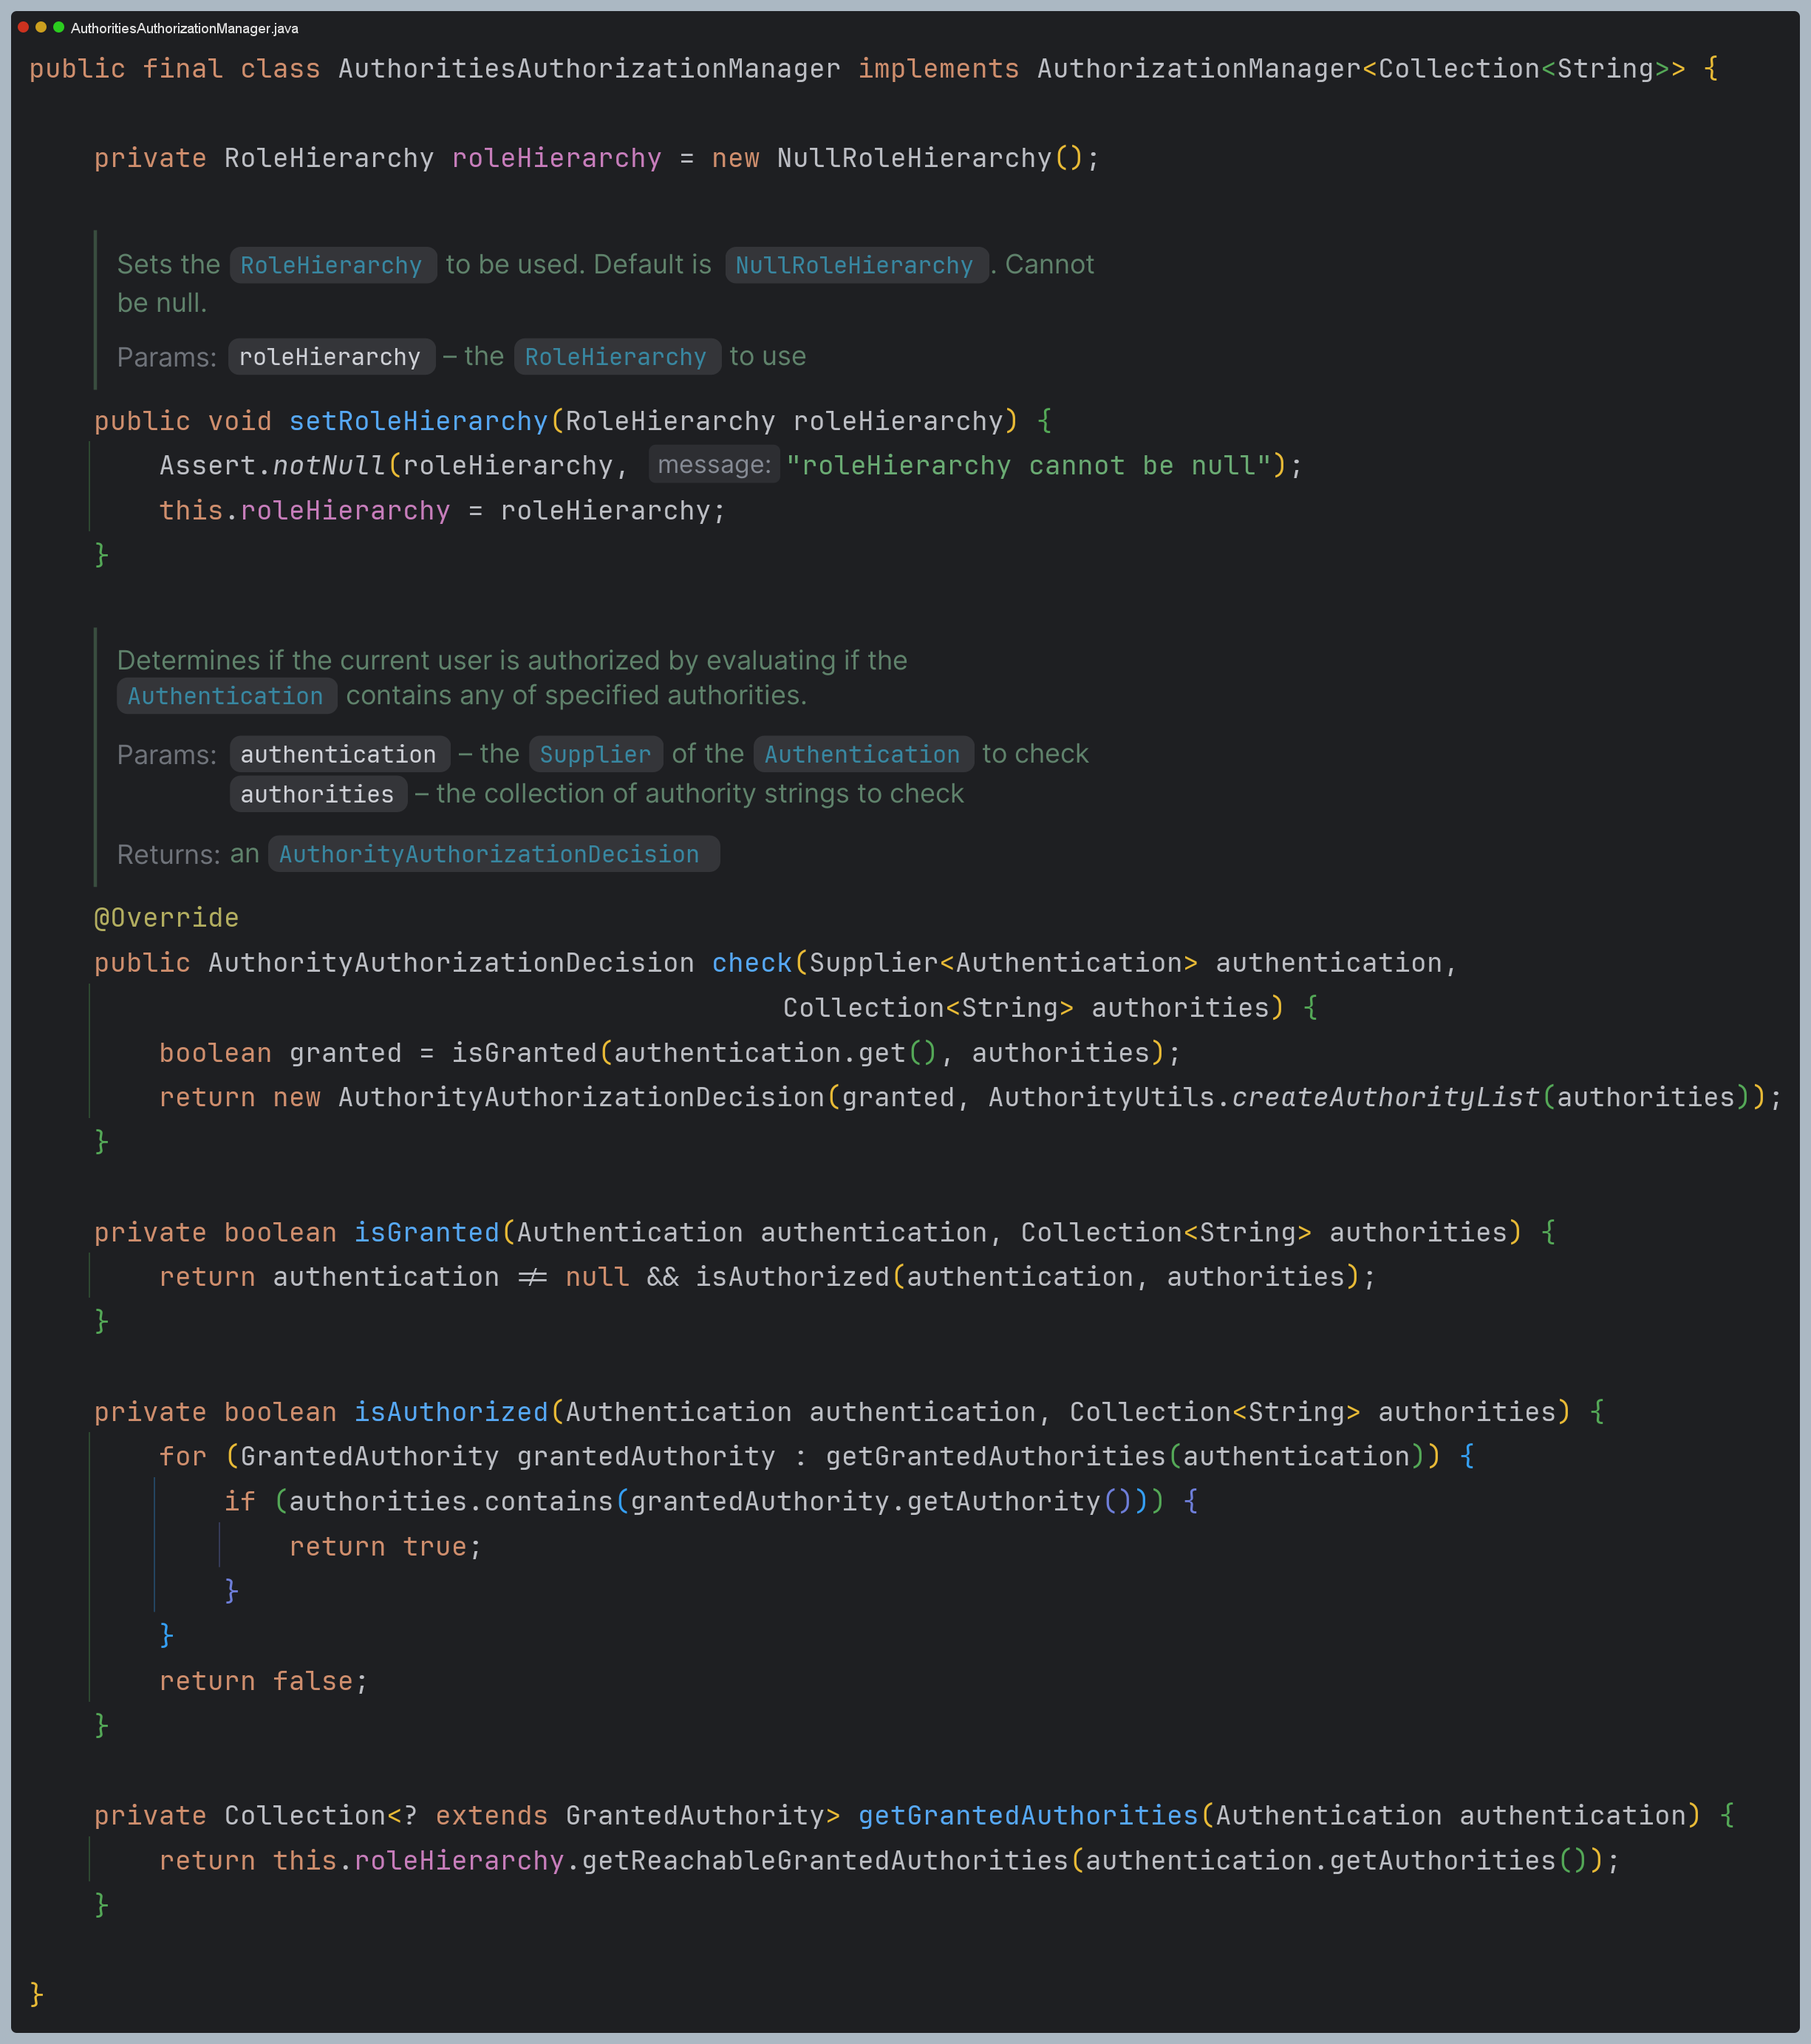 AuthoritiesAuthorizationManager.java
public final class AuthoritiesAuthorizationManager implements AuthorizationManager<Collection<String>> {
private RoleHierarchy roleHierarchy = new NullRoleHierarchy();
Sets the RoleHierarchy to be used. Default is NullRoleHierarchy. Cannot
be null.
Params: roleHierarchy – the RoleHierarchy to use
public void setRoleHierarchy(RoleHierarchy roleHierarchy) {
Assert.notNull(roleHierarchy, message: "roleHierarchy cannot be null");
this.roleHierarchy = roleHierarchy;
}
Determines if the current user is authorized by evaluating if the
Authentication contains any of specified authorities.
Params: authentication – the Supplier of the Authentication to check
authorities – the collection of authority strings to check
Returns: an AuthorityAuthorizationDecision
@Override
public AuthorityAuthorizationDecision check(Supplier<Authentication> authentication,
Collection<String> authorities) {
boolean granted = isGranted(authentication.get(), authorities);
return new AuthorityAuthorizationDecision(granted, AuthorityUtils.createAuthorityList(authorities));
}
private boolean isGranted(Authentication authentication, Collection<String> authorities) {
return authentication ≠ null && isAuthorized(authentication, authorities);
}
private boolean isAuthorized(Authentication authentication, Collection<String> authorities) {
for (GrantedAuthority grantedAuthority : getGrantedAuthorities(authentication)) {
if (authorities.contains(grantedAuthority.getAuthority())) {
return true;
}
}
return false;
}
private Collection<? extends GrantedAuthority> getGrantedAuthorities(Authentication authentication) {
return this.roleHierarchy.getReachableGrantedAuthorities(authentication.getAuthorities());
}
}